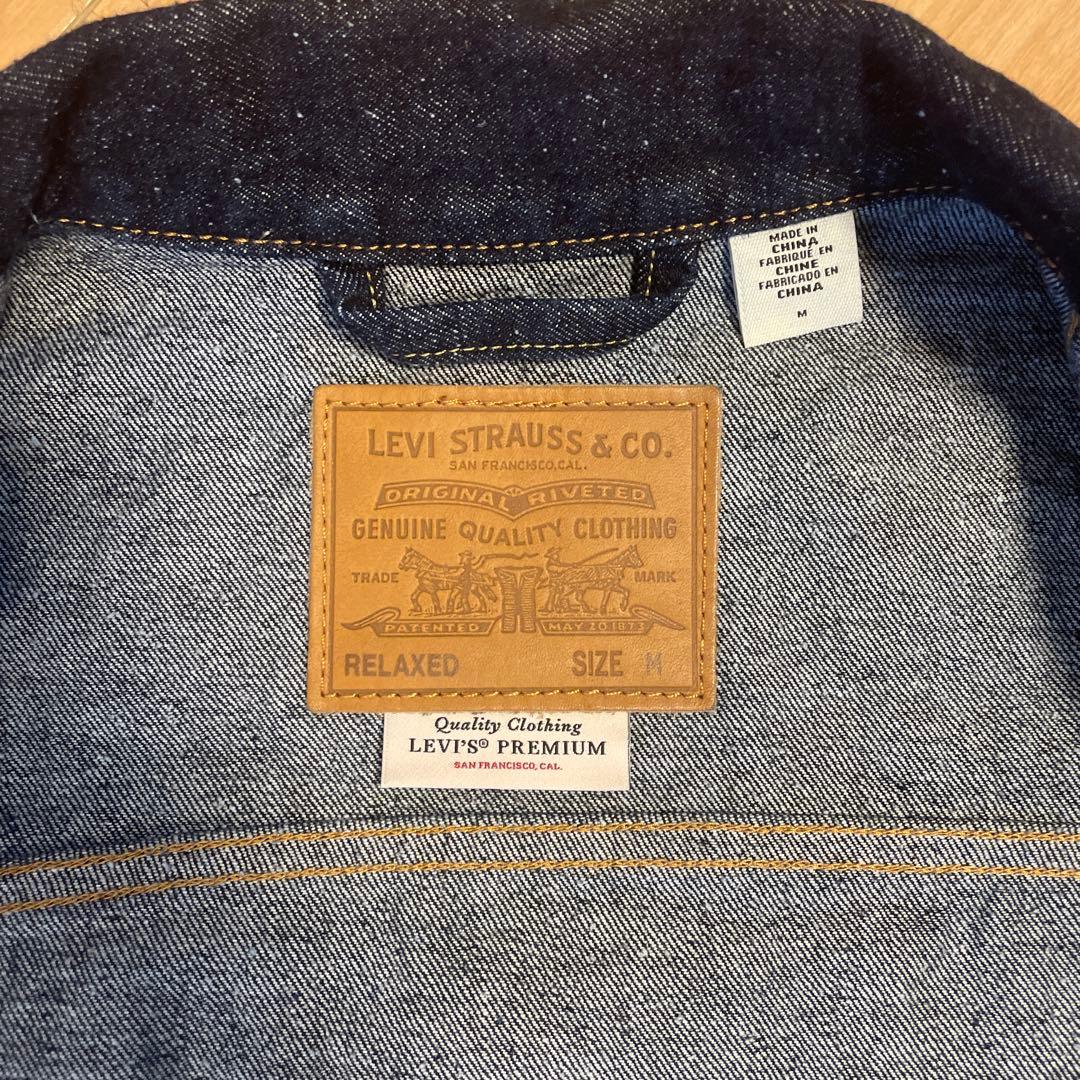 MADE IN
CHINA
FABRIQUÉ EN
CHINE
FABRICADO EN
CHINA
M
LEVI STRAUSS & CO.
SAN FRANCISCO, CAL.
ORIGINAL RIVETED
GENUINE QUALITY CLOTHING
TRADE MARK
PATENTED MAY 20 1873
RELAXED SIZE M
Quality Clothing
LEVI'S® PREMIUM
SAN FRANCISCO, CAL.